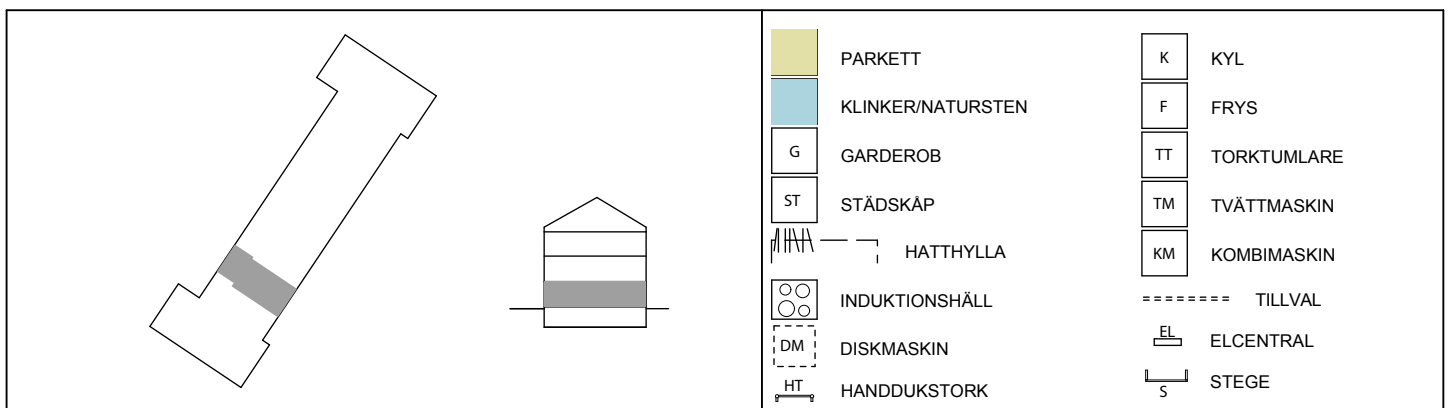 PARKETT
KLINKER/NATURSTEN
G GARDEROB
ST STÄDSKÅP
HATTHYLLA
INDUKTIONSHÄLL
DM DISKMASKIN
HT HANDDUKSTORK
K KYL
F FRYS
TT TORKTUMLARE
TM TVÄTTMASKIN
KM KOMBIMASKIN
TILLVAL
EL ELCENTRAL
S STEGE